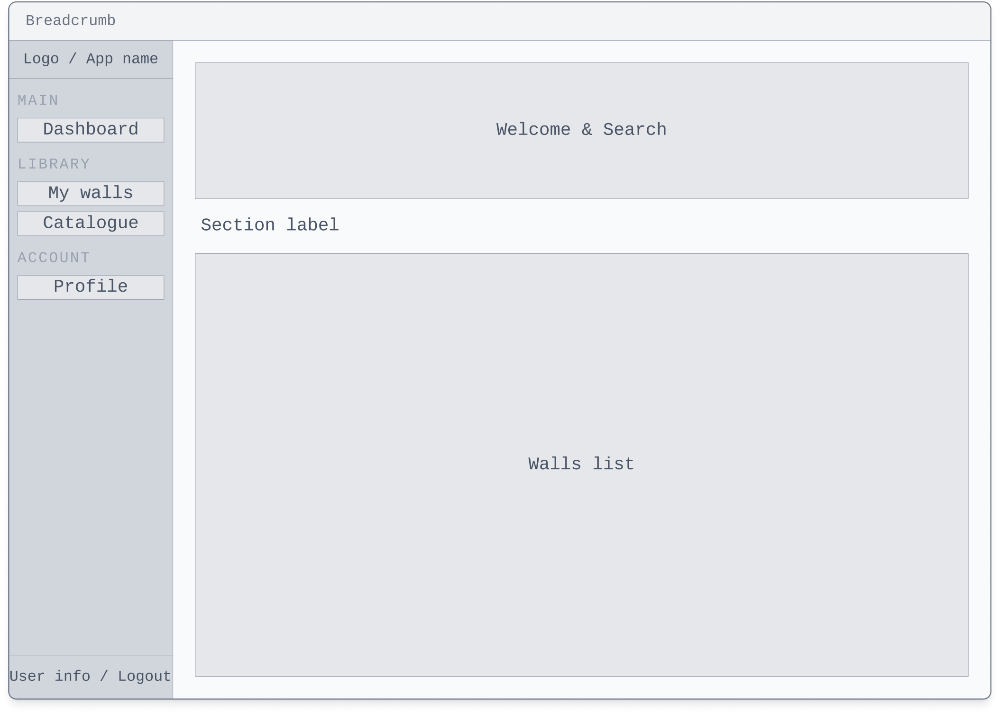 Breadcrumb
Logo / App name
MAIN
Dashboard
LIBRARY
My walls
Catalogue
ACCOUNT
Profile
User info / Logout
Welcome & Search
Section label
Walls list